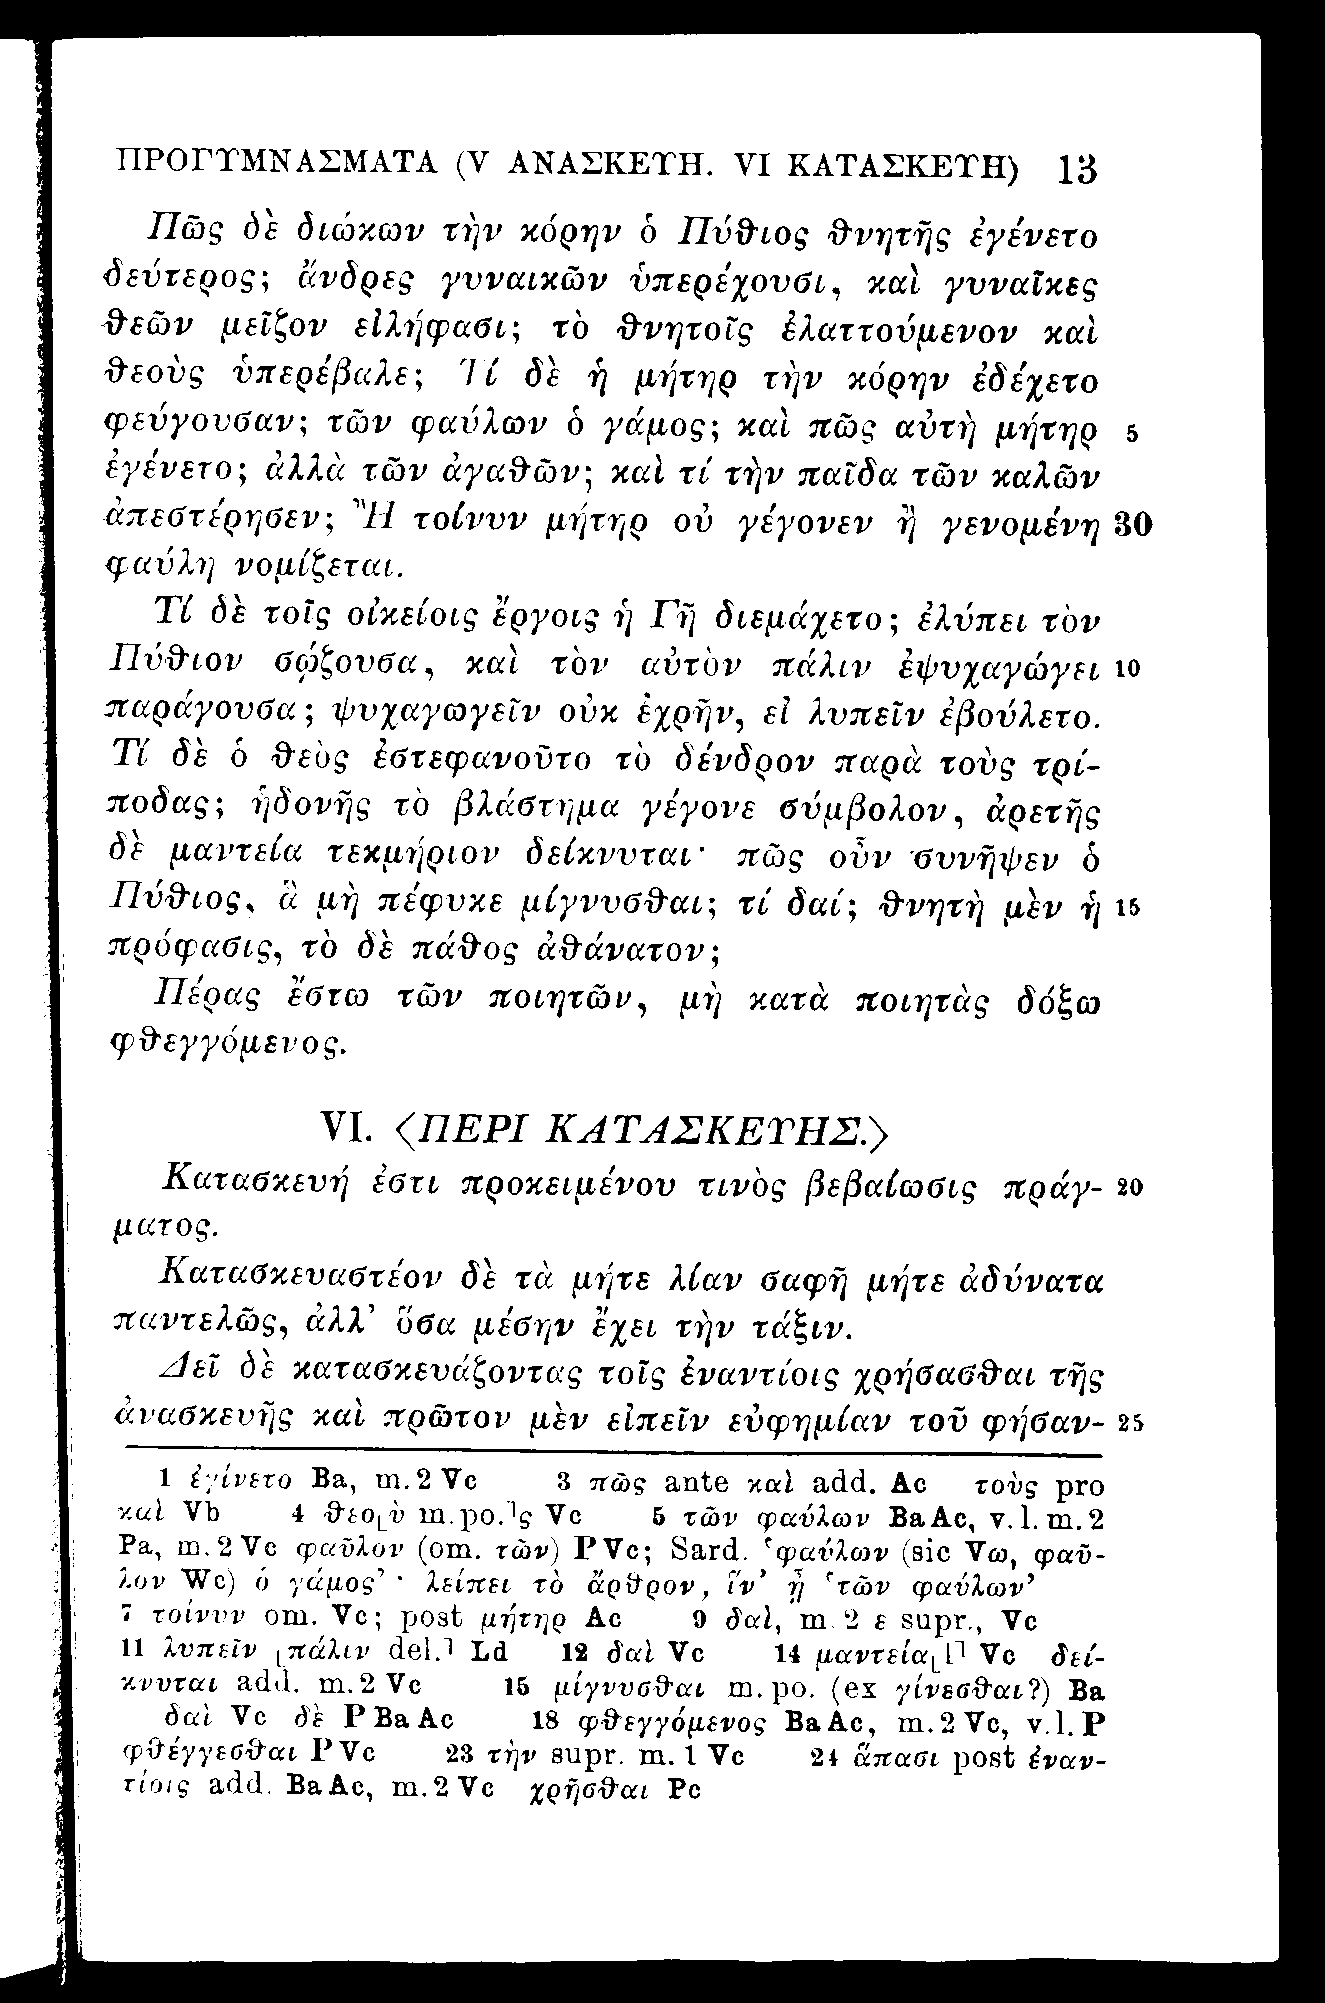 ΠΡΟΓΥΜΝΑΣΜΑΤΑ (V ΑΝΑΣΚΕΥΗ. VI ΚΑΤΑΣΚΕΥΗ) 13
Πῶς δὲ διώκων τὴν κόρην ὁ Πύθιος θνητῆς ἐγένετο
δεύτερος; ἄνδρες γυναικῶν ὑπερέχουσι, καὶ γυναῖκες
θεῶν μεῖζον εἰλήφασι; τὸ θνητοῖς ἐλαττούμενον καὶ
θεοὺς ὑπερέβαλε; Τί δὲ ἡ μήτηρ τὴν κόρην ἐδέχετο
φεύγουσαν; τῶν φαύλων ὁ γάμος; καὶ πῶς αὐτὴ μήτηρ 5
ἐγένετο; ἀλλὰ τῶν ἀγαθῶν; καὶ τί τὴν παῖδα τῶν καλῶν
ἀπεστέρησεν; Ἢ τοίνυν μήτηρ οὐ γέγονεν ἢ γενομένη 30
φαύλη νομίζεται.
Τί δὲ τοῖς οἰκείοις ἔργοις ἡ Γῆ διεμάχετο; ἐλύπει τὸν
Πύθιον σῴζουσα, καὶ τὸν αὐτὸν πάλιν ἐψυχαγώγει 10
παράγουσα; ψυχαγωγεῖν οὐκ ἐχρῆν, εἰ λυπεῖν ἐβούλετο.
Τί δὲ ὁ θεὸς ἐστεφανοῦτο τὸ δένδρον παρὰ τοὺς τρί-
ποδας; ἡδονῆς τὸ βλάστημα γέγονε σύμβολον, ἀρετῆς
δὲ μαντεία τεκμήριον δείκνυται· πῶς οὖν συνῆψεν ὁ
Πύθιος, ἃ μὴ πέφυκε μίγνυσθαι; τί δαί; θνητὴ μὲν ἡ 15
πρόφασις, τὸ δὲ πάθος ἀθάνατον;
Πέρας ἔστω τῶν ποιητῶν, μὴ κατὰ ποιητὰς δόξω
φθεγγόμενος.
VI. ⟨ΠΕΡΙ ΚΑΤΑΣΚΕΥΗΣ.⟩
Κατασκευή ἐστι προκειμένου τινὸς βεβαίωσις πράγ- 20
ματος.
Κατασκευαστέον δὲ τὰ μήτε λίαν σαφῆ μήτε ἀδύνατα
παντελῶς, ἀλλ’ ὅσα μέσην ἔχει τὴν τάξιν.
Δεῖ δὲ κατασκευάζοντας τοῖς ἐναντίοις χρήσασθαι τῆς
ἀνασκευῆς καὶ πρῶτον μὲν εἰπεῖν εὐφημίαν τοῦ φήσαν- 25
1 ἐγίνετο Ba, m. 2 Vc 3 πῶς ante καὶ add. Ac τοὺς pro
καὶ Vb 4 θεο⌊ὺ m. po.⌉ς Vc 5 τῶν φαύλων Ba Ac, v. l. m. 2
Pa, m. 2 Vc φαῦλον (om. τῶν) P Vc; Sard. ‘φαύλων (sic Vω, φαῦ-
λον Wc) ὁ γάμος’ · λείπει τὸ ἄρθρον, ἵν’ ᾖ ‘τῶν φαύλων’
7 τοίνυν om. Vc; post μήτηρ Ac 9 δαὶ, m. 2 ε supr., Vc
11 λυπεῖν ⌊πάλιν del.⌉ Ld 12 δαὶ Vc 14 μαντεία⌊ι⌉ Vc δεί-
κνυται add. m. 2 Vc 15 μίγνυσθαι m. po. (ex γίνεσθαι?) Ba
δαὶ Vc δὲ P Ba Ac 18 φθεγγόμενος Ba Ac, m. 2 Vc, v. l. P
φθέγγεσθαι P Vc 23 τὴν supr. m. 1 Vc 24 ἅπασι post ἐναν-
τίοις add. Ba Ac, m. 2 Vc χρῆσθαι Pc